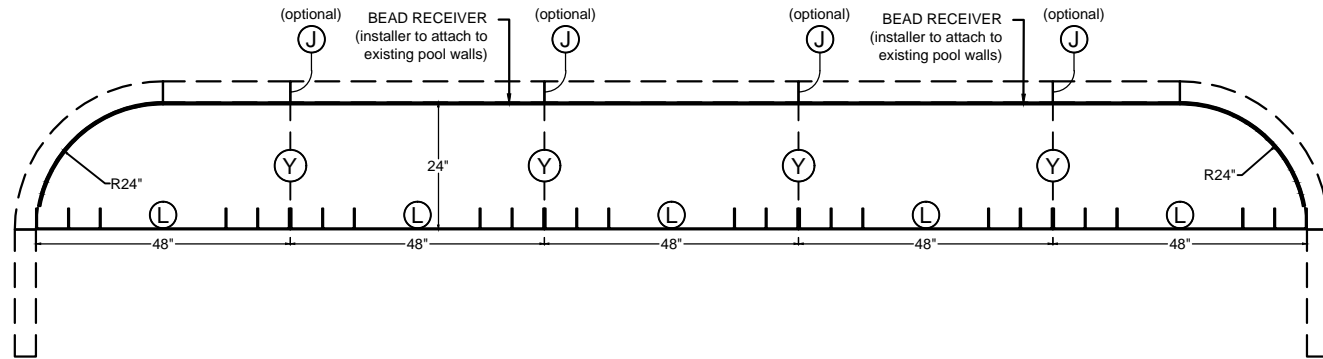 (optional)
J
BEAD RECEIVER
(installer to attach to
existing pool walls)
(optional)
J
(optional)
J
BEAD RECEIVER
(installer to attach to
existing pool walls)
(optional)
J
Y
Y
Y
Y
24"
R24"
R24"
L
L
L
L
L
48"
48"
48"
48"
48"